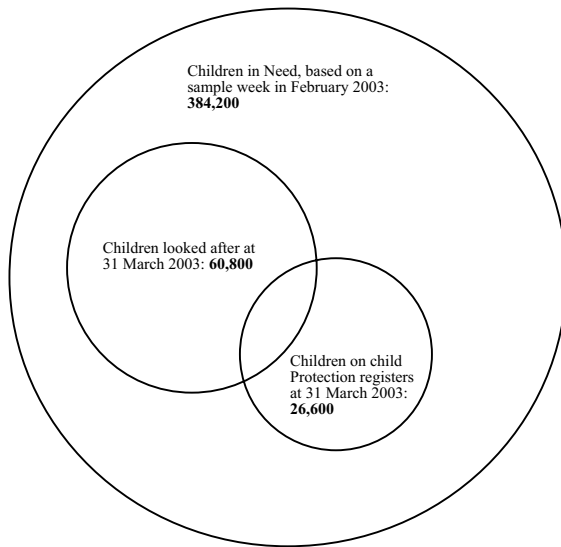 Children in Need, based on a
sample week in February 2003:
384,200
Children looked after at
31 March 2003: 60,800
Children on child
Protection registers
at 31 March 2003:
26,600